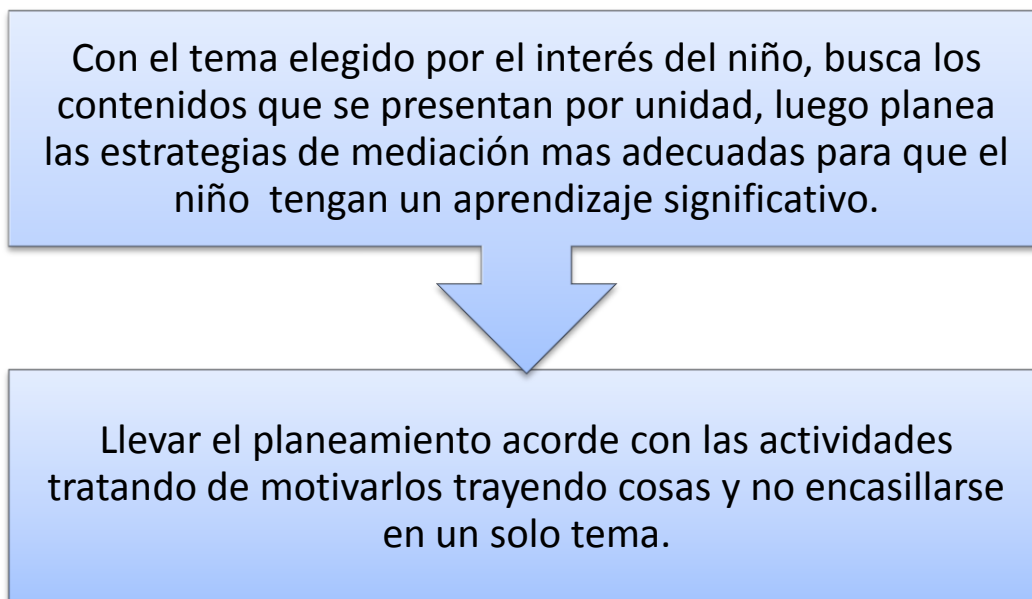 Con el tema elegido por el interés del niño, busca los
contenidos que se presentan por unidad, luego planea
las estrategias de mediación mas adecuadas para que el
niño  tengan un aprendizaje significativo.
Llevar el planeamiento acorde con las actividades
tratando de motivarlos trayendo cosas y no encasillarse
en un solo tema.